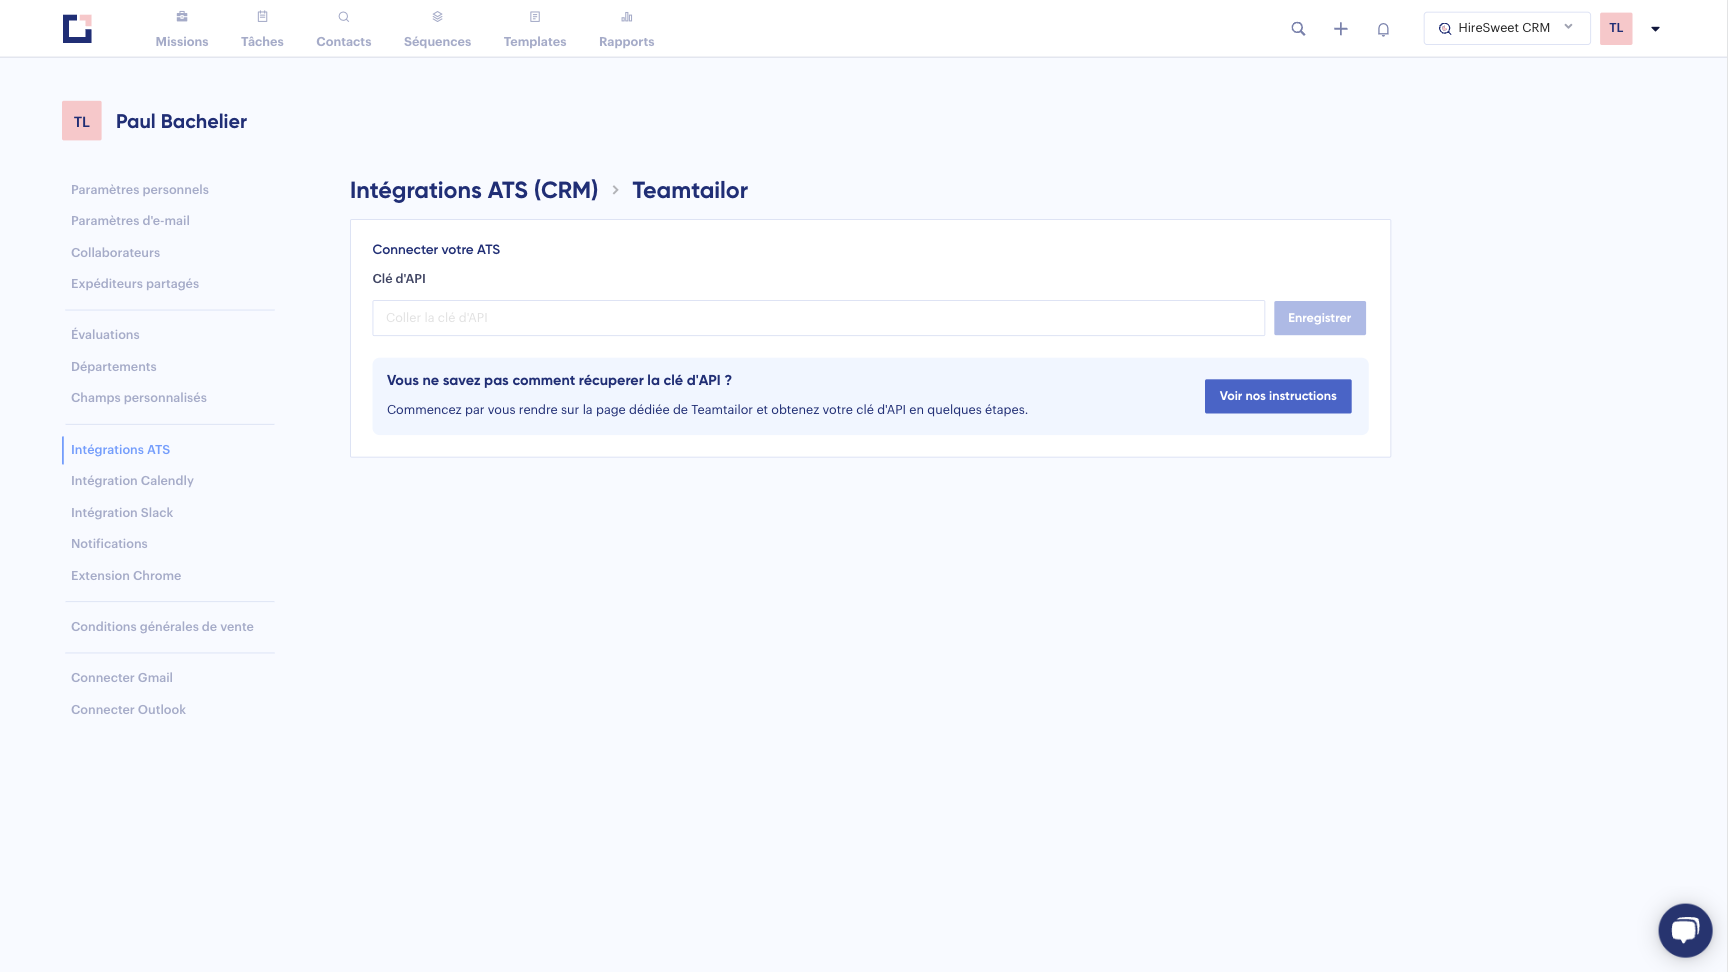 Missions
Tâches
Contacts
Séquences
Templates
Rapports
HireSweet CRM
TL
TL
Paul Bachelier
Paramètres personnels
Paramètres d'e-mail
Collaborateurs
Expéditeurs partagés
Évaluations
Départements
Champs personnalisés
Intégrations ATS
Intégration Calendly
Intégration Slack
Notifications
Extension Chrome
Conditions générales de vente
Connecter Gmail
Connecter Outlook
Intégrations ATS (CRM) > Teamtailor
Connecter votre ATS
Clé d'API
Coller la clé d'API
Enregistrer
Vous ne savez pas comment récuperer la clé d'API ?
Commencez par vous rendre sur la page dédiée de Teamtailor et obtenez votre clé d'API en quelques étapes.
Voir nos instructions